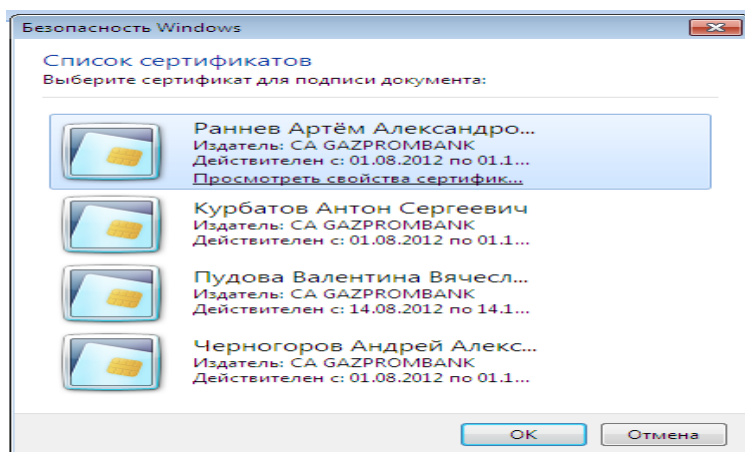 Безопасность Windows
Список сертификатов
Выберите сертификат для подписи документа:
Раннев Артём Александро...
Издатель: CA GAZPROMBANK
Действителен с: 01.08.2012 по 01.1...
Просмотреть свойства сертифик...
Курбатов Антон Сергеевич
Издатель: CA GAZPROMBANK
Действителен с: 01.08.2012 по 01.1...
Пудова Валентина Вячесл...
Издатель: CA GAZPROMBANK
Действителен с: 14.08.2012 по 14.1...
Черногоров Андрей Алекс...
Издатель: CA GAZPROMBANK
Действителен с: 01.08.2012 по 01.1...
OK Отмена